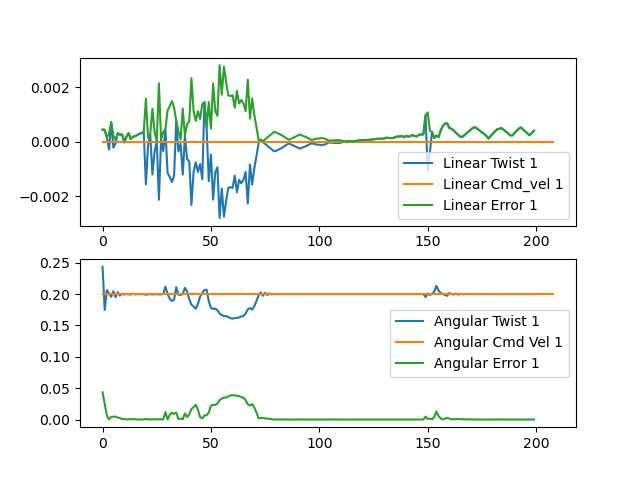 0.002
0.000
−0.002
Linear Twist 1
Linear Cmd_vel 1
Linear Error 1
0 50 100 150 200
0.25
0.20
0.15
0.10
0.05
0.00
Angular Twist 1
Angular Cmd Vel 1
Angular Error 1
0 50 100 150 200